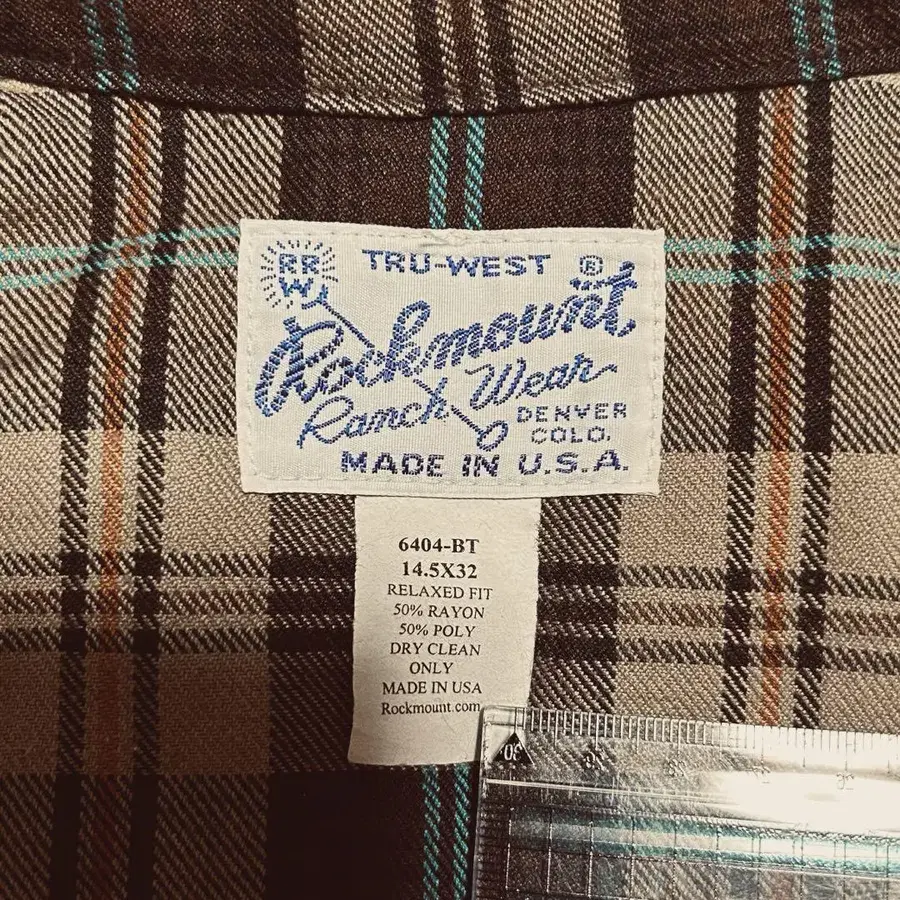 RR
W
TRU-WEST ®
Rockmount
Ranch Wear
DENVER
COLO.
MADE IN U.S.A.
6404-BT
14.5X32
RELAXED FIT
50% RAYON
50% POLY
DRY CLEAN
ONLY
MADE IN USA
Rockmount.com
30